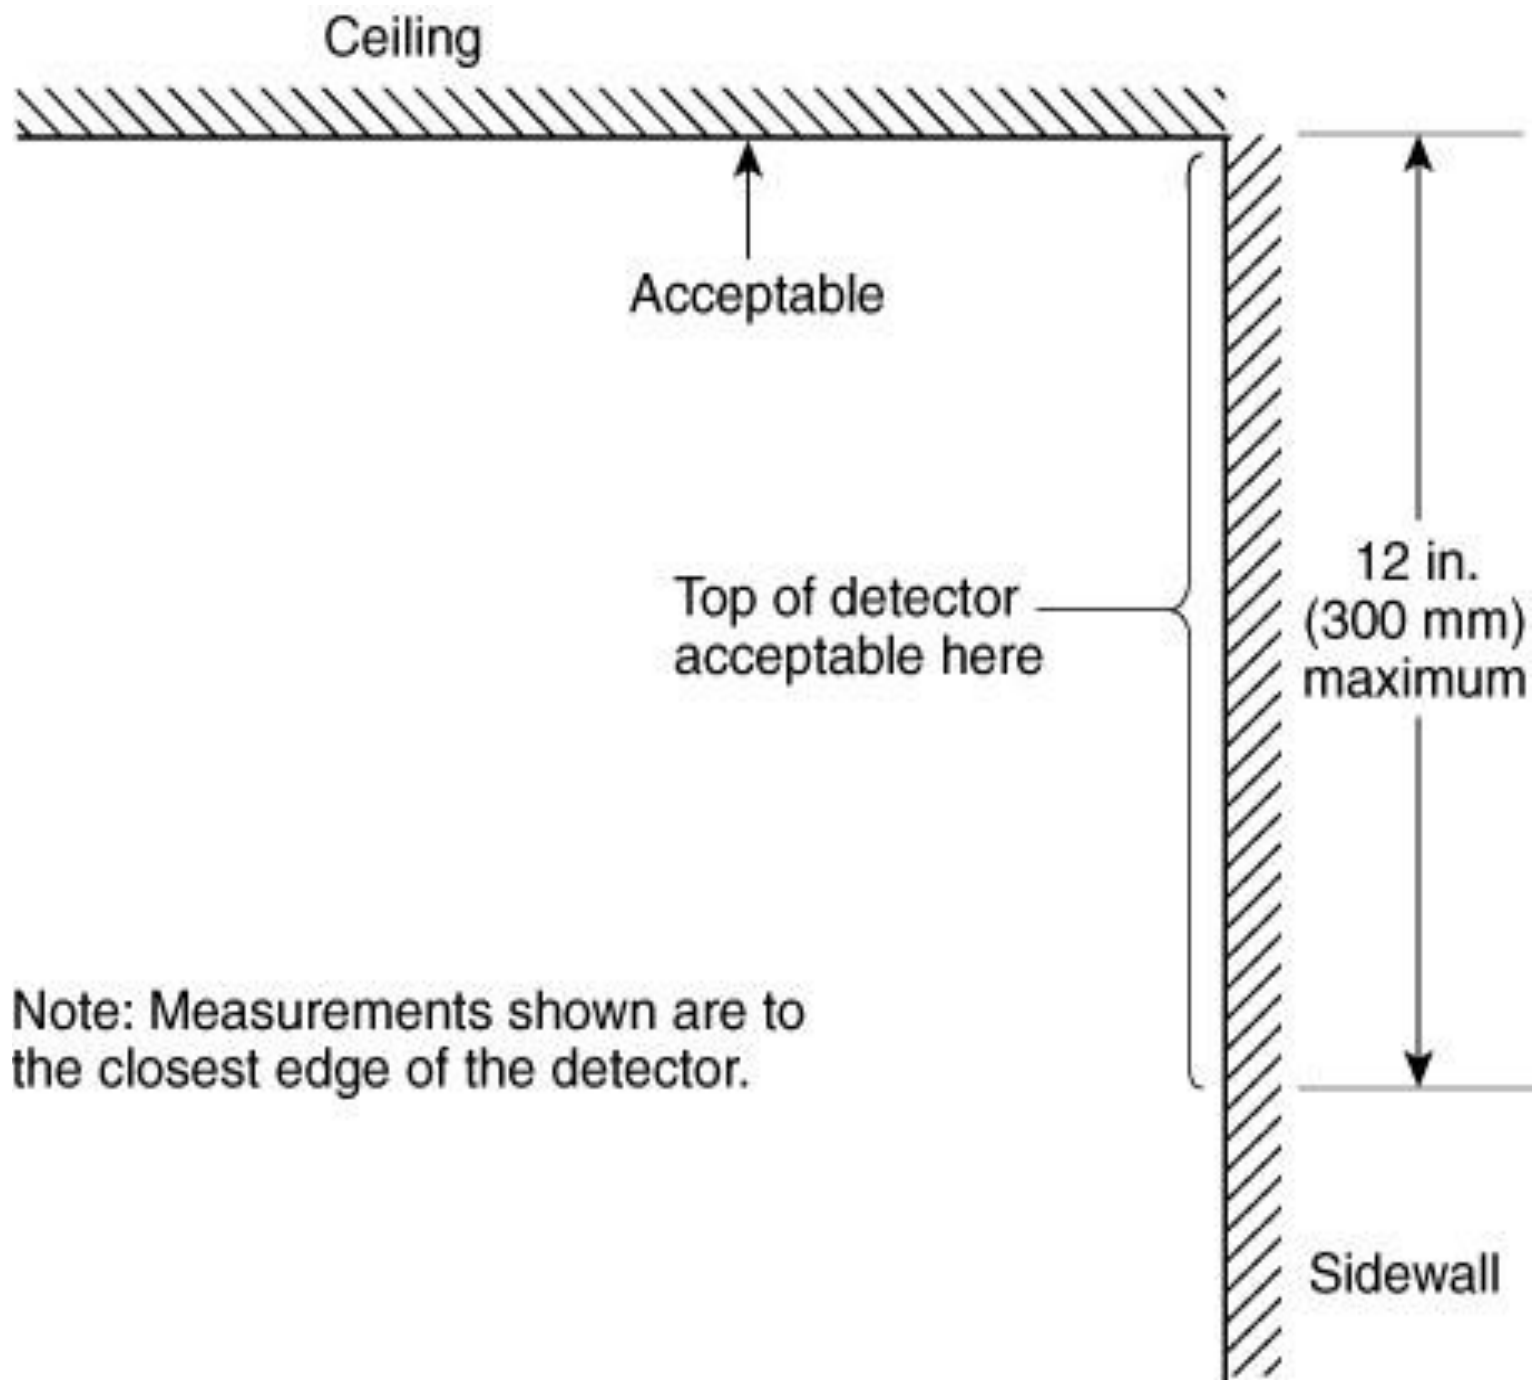 Ceiling
Acceptable
Top of detector
acceptable here
12 in.
(300 mm)
maximum
Note: Measurements shown are to
the closest edge of the detector.
Sidewall